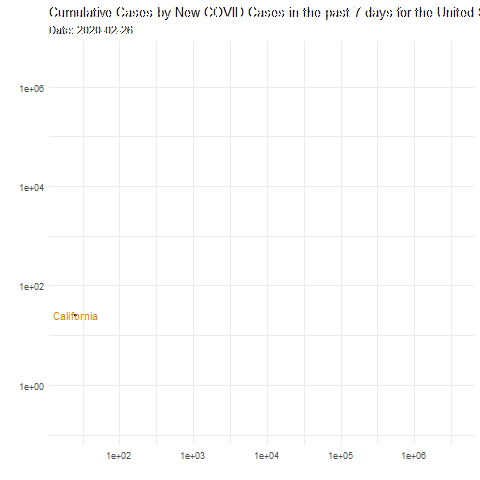 Cumulative Cases by New COVID Cases in the past 7 days for the United
Date: 2020-02-26
1e+06
1e+04
1e+02
California
1e+00
1e+02 1e+03 1e+04 1e+05 1e+06